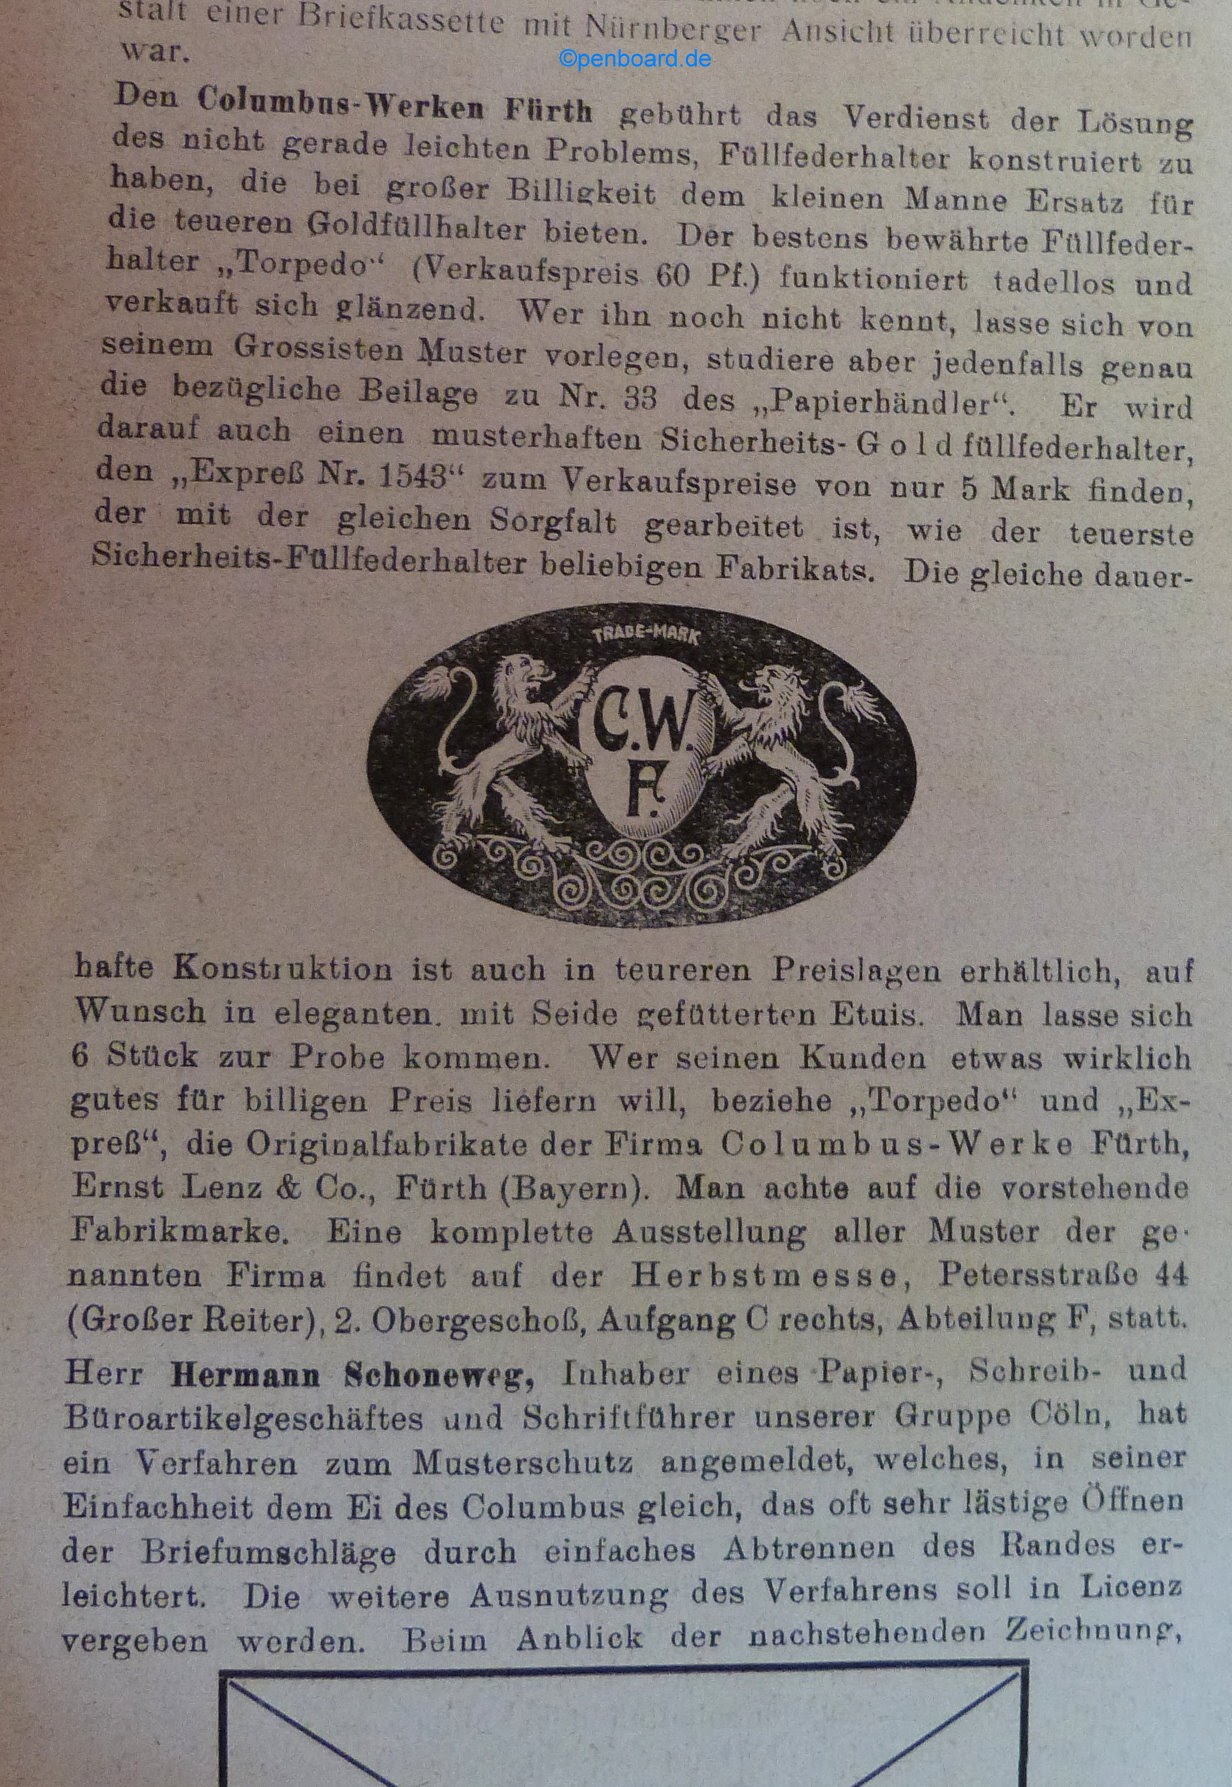 stalt einer Briefkassette mit Nürnberger Ansicht überreicht worden
war.
©penboard.de
Den Columbus-Werken Fürth gebührt das Verdienst der Lösung
des nicht gerade leichten Problems, Füllfederhalter konstruiert zu
haben, die bei großer Billigkeit dem kleinen Manne Ersatz für
die teueren Goldfüllhalter bieten. Der bestens bewährte Füllfeder-
halter „Torpedo“ (Verkaufspreis 60 Pf.) funktioniert tadellos und
verkauft sich glänzend. Wer ihn noch nicht kennt, lasse sich von
seinem Grossisten Muster vorlegen, studiere aber jedenfalls genau
die bezügliche Beilage zu Nr. 33 des „Papierhändler“. Er wird
darauf auch einen musterhaften Sicherheits-Goldfüllfederhalter,
den „Expreß Nr. 1543“ zum Verkaufspreise von nur 5 Mark finden,
der mit der gleichen Sorgfalt gearbeitet ist, wie der teuerste
Sicherheits-Füllfederhalter beliebigen Fabrikats. Die gleiche dauer-
TRADE-MARK
C.W.
F.
hafte Konstruktion ist auch in teureren Preislagen erhältlich, auf
Wunsch in eleganten, mit Seide gefütterten Etuis. Man lasse sich
6 Stück zur Probe kommen. Wer seinen Kunden etwas wirklich
gutes für billigen Preis liefern will, beziehe „Torpedo“ und „Ex-
preß“, die Originalfabrikate der Firma Columbus-Werke Fürth,
Ernst Lenz & Co., Fürth (Bayern). Man achte auf die vorstehende
Fabrikmarke. Eine komplette Ausstellung aller Muster der ge-
nannten Firma findet auf der Herbstmesse, Petersstraße 44
(Großer Reiter), 2. Obergeschoß, Aufgang C rechts, Abteilung F, statt.
Herr Hermann Schoneweg, Inhaber eines Papier-, Schreib- und
Büroartikelgeschäftes und Schriftführer unserer Gruppe Cöln, hat
ein Verfahren zum Musterschutz angemeldet, welches, in seiner
Einfachheit dem Ei des Columbus gleich, das oft sehr lästige Öffnen
der Briefumschläge durch einfaches Abtrennen des Randes er-
leichtert. Die weitere Ausnutzung des Verfahrens soll in Licenz
vergeben werden. Beim Anblick der nachstehenden Zeichnung,